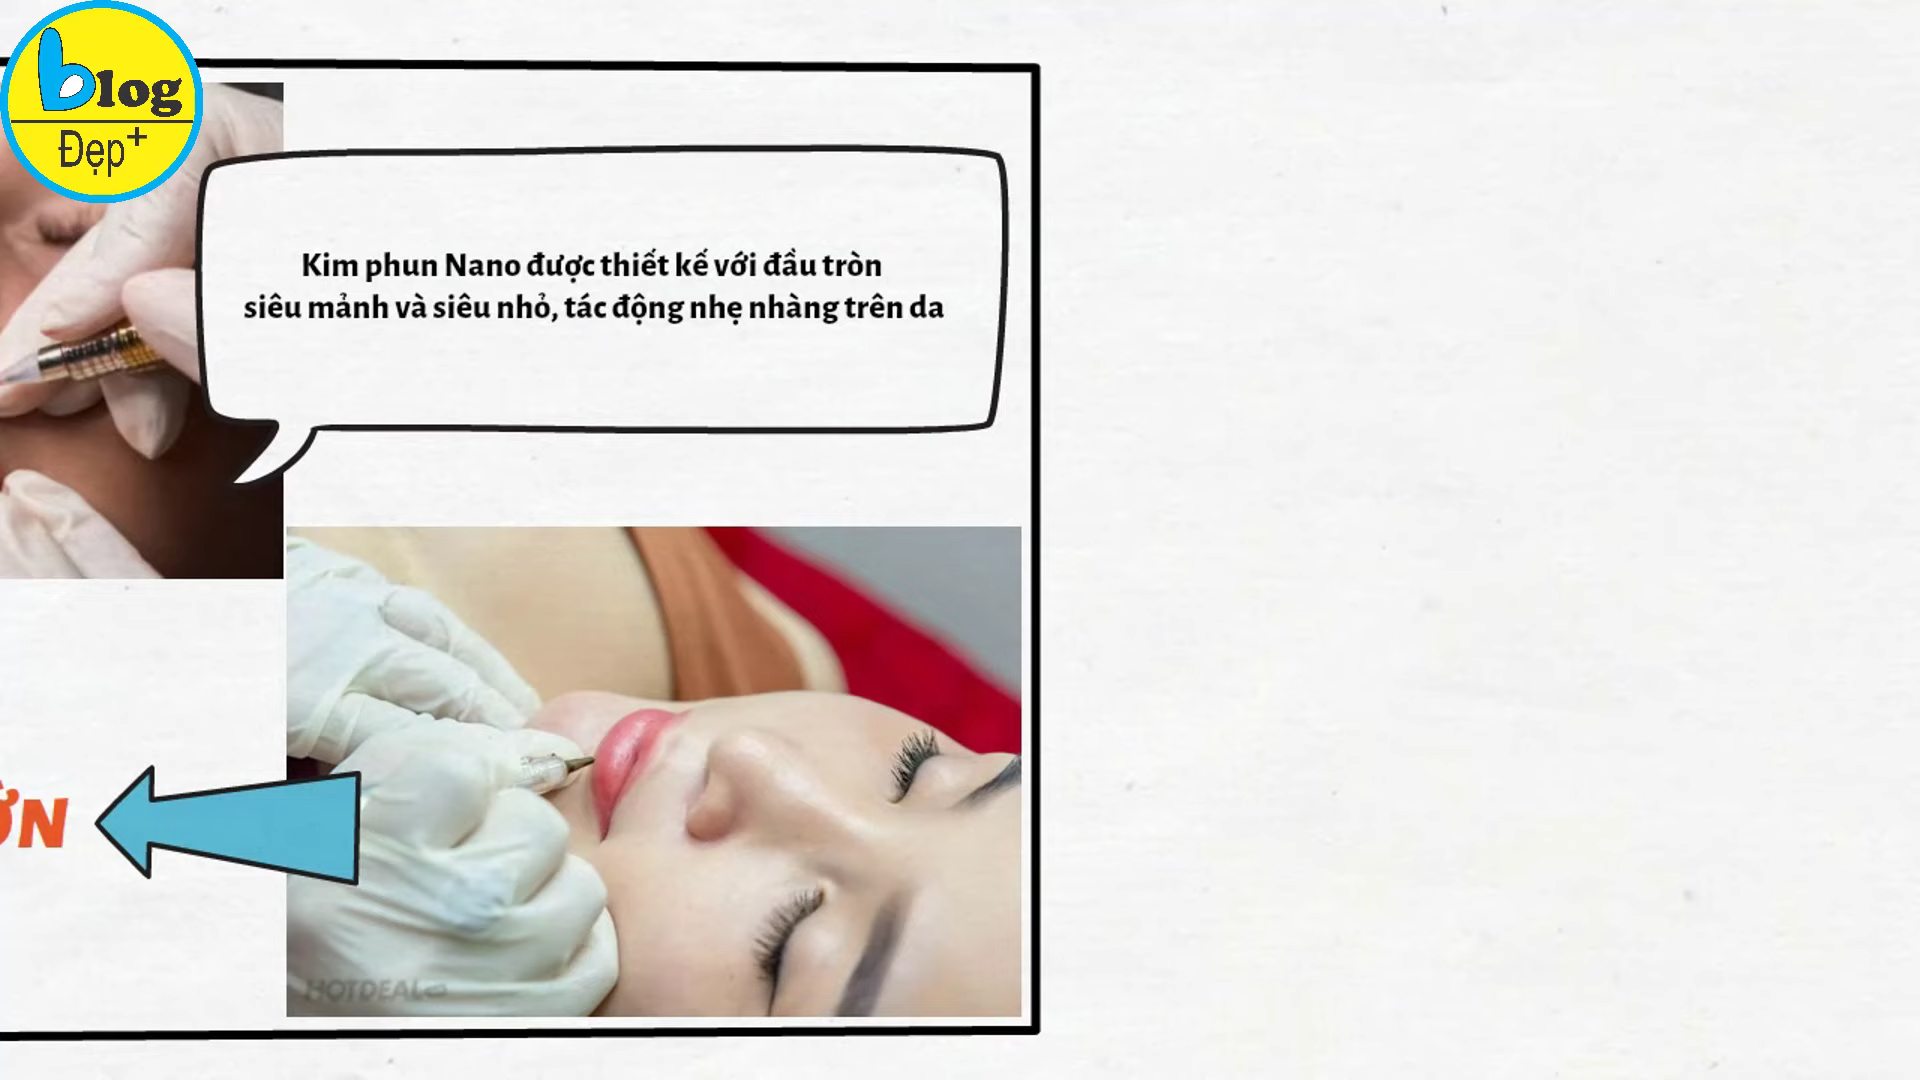 blog
Đẹp+
Kim phun Nano được thiết kế với đầu tròn
siêu mảnh và siêu nhỏ, tác động nhẹ nhàng trên da
HOTDEAL